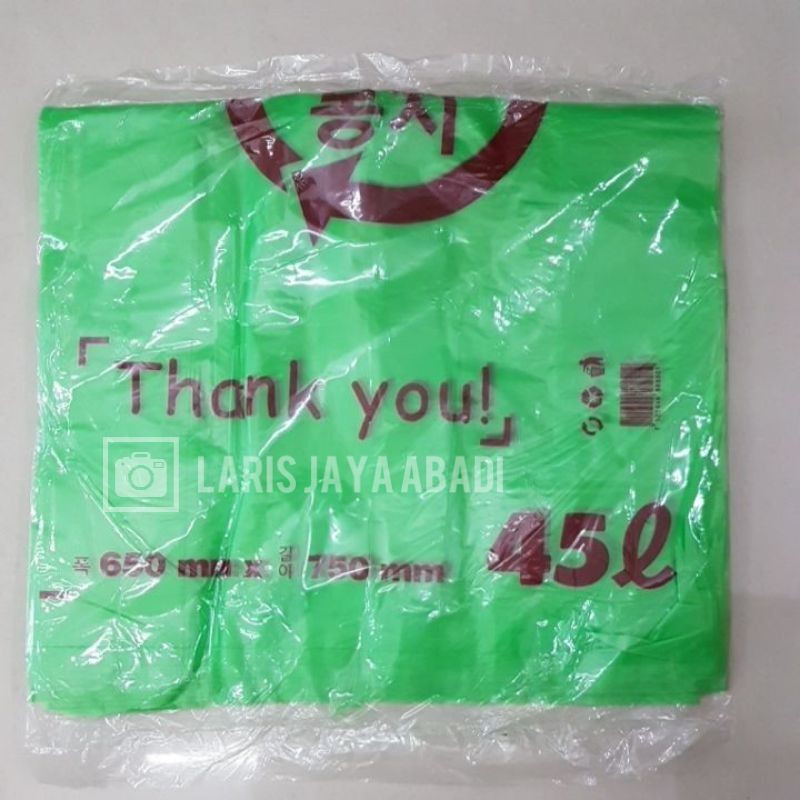 봉지
Thank you!
LARIS JAYA ABADI
폭 650 mm x 길이 750 mm
45ℓ